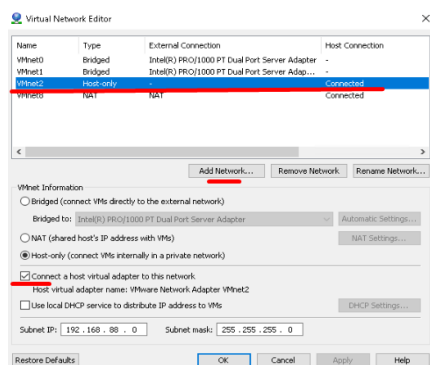 Virtual Network Editor
Name Type External Connection Host Connection
VMnet0 Bridged Intel(R) PRO/1000 PT Dual Port Server Adapter -
VMnet1 Bridged Intel(R) PRO/1000 PT Dual Port Server Adap... -
VMnet2 Host-only - Connected
VMnet8 NAT NAT Connected
Add Network... Remove Network Rename Network...
VMnet Information
Bridged (connect VMs directly to the external network)
Bridged to: Intel(R) PRO/1000 PT Dual Port Server Adapter Automatic Settings...
NAT (shared host's IP address with VMs) NAT Settings...
Host-only (connect VMs internally in a private network)
Connect a host virtual adapter to this network
Host virtual adapter name: VMware Network Adapter VMnet2
Use local DHCP service to distribute IP address to VMs DHCP Settings...
Subnet IP: 192 . 168 . 88 . 0 Subnet mask: 255 . 255 . 255 . 0
Restore Defaults OK Cancel Apply Help